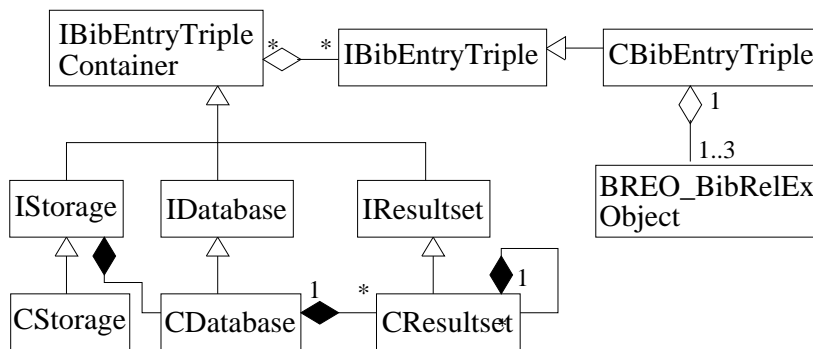 IBibEntryTriple
Container
* *
IBibEntryTriple
CBibEntryTriple
1
1..3
BREO_BibRelEx
Object
IStorage
IDatabase
IResultset
1 *
1
*
CStorage
CDatabase
CResultset